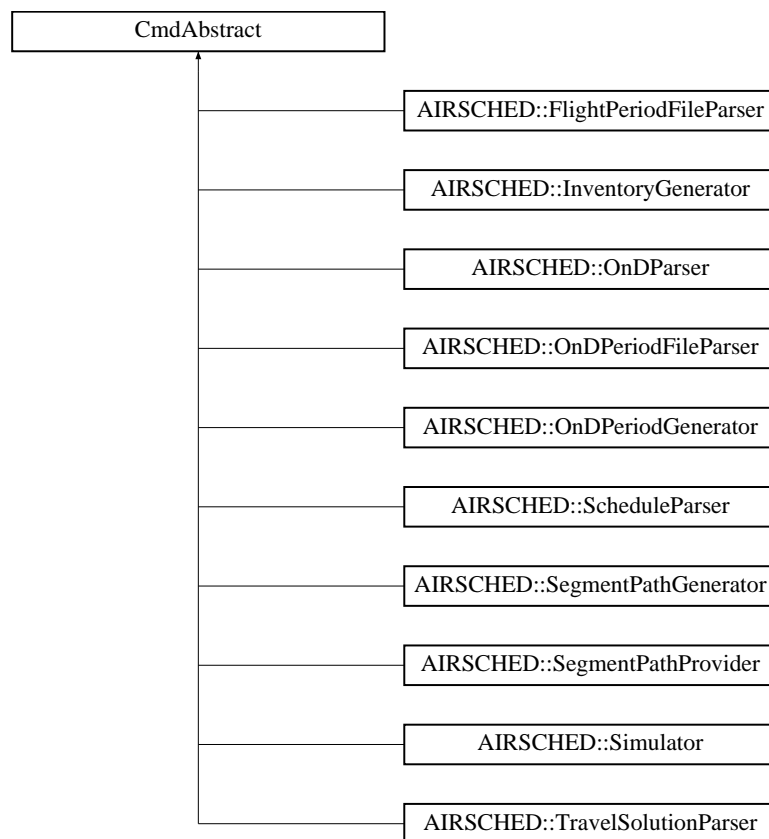 CmdAbstract
AIRSCHED::FlightPeriodFileParser
AIRSCHED::InventoryGenerator
AIRSCHED::OnDParser
AIRSCHED::OnDPeriodFileParser
AIRSCHED::OnDPeriodGenerator
AIRSCHED::ScheduleParser
AIRSCHED::SegmentPathGenerator
AIRSCHED::SegmentPathProvider
AIRSCHED::Simulator
AIRSCHED::TravelSolutionParser